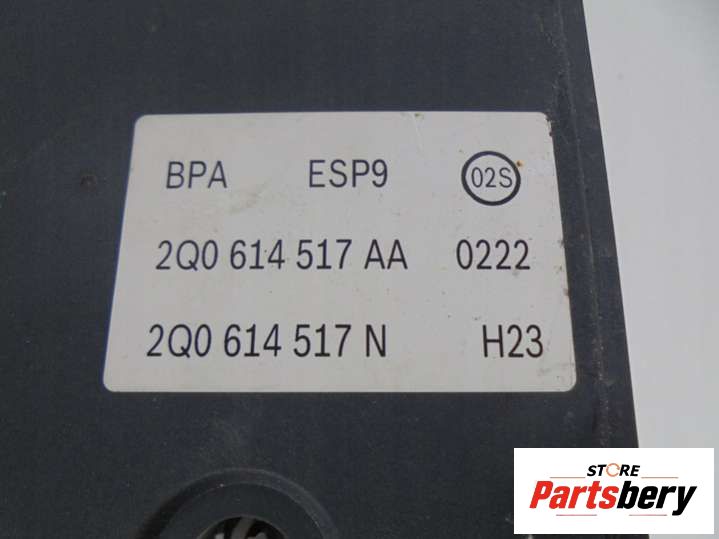 BPA ESP9 02S
2Q0 614 517 AA 0222
2Q0 614 517 N H23
STORE
Partsbery